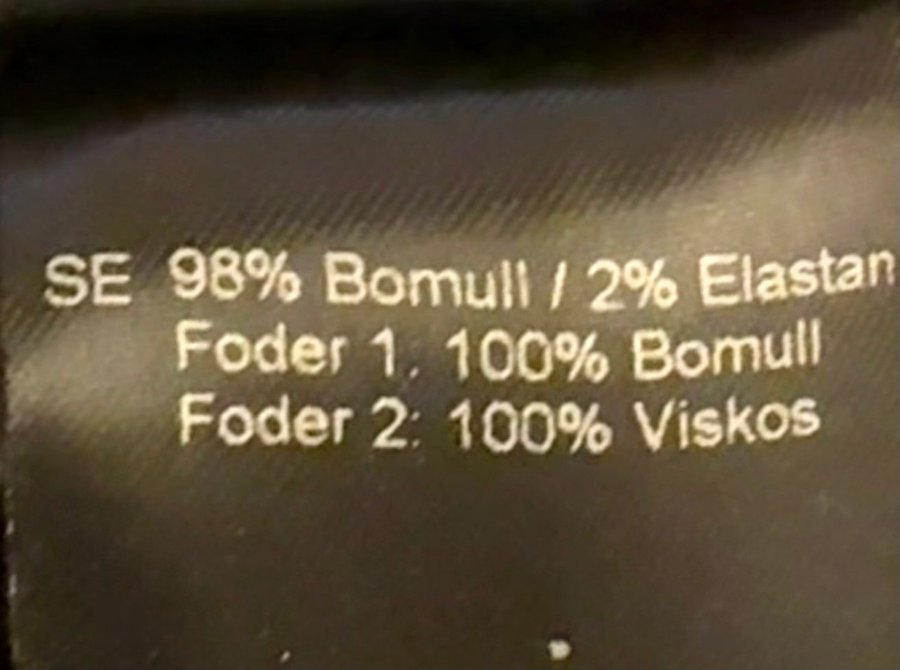 SE 98% Bomull / 2% Elastan
Foder 1. 100% Bomull
Foder 2: 100% Viskos